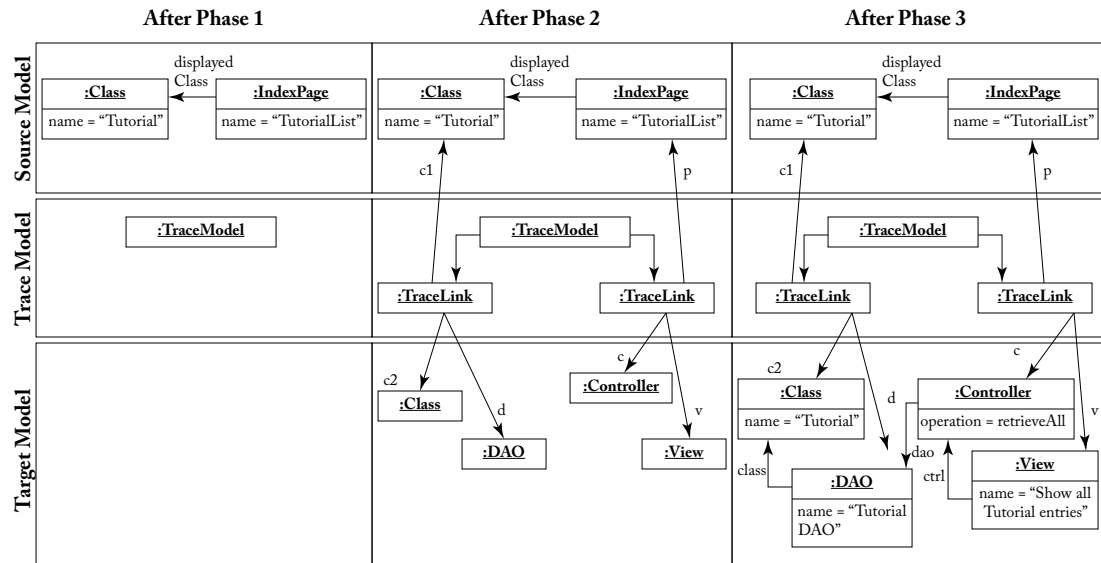 After Phase 1
After Phase 2
After Phase 3
Source Model
displayed
Class
:Class
:IndexPage
name = “Tutorial”
name = “TutorialList”
displayed
Class
:Class
:IndexPage
name = “Tutorial”
name = “TutorialList”
c1
p
displayed
Class
:Class
:IndexPage
name = “Tutorial”
name = “TutorialList”
c1
p
Trace Model
:TraceModel
:TraceModel
:TraceLink
:TraceLink
:TraceModel
:TraceLink
:TraceLink
Target Model
c2
:Class
d
:DAO
c
:Controller
v
:View
c2
:Class
name = “Tutorial”
d
c
:Controller
operation = retrieveAll
v
class
dao
ctrl
:DAO
name = “Tutorial
DAO”
:View
name = “Show all
Tutorial entries”